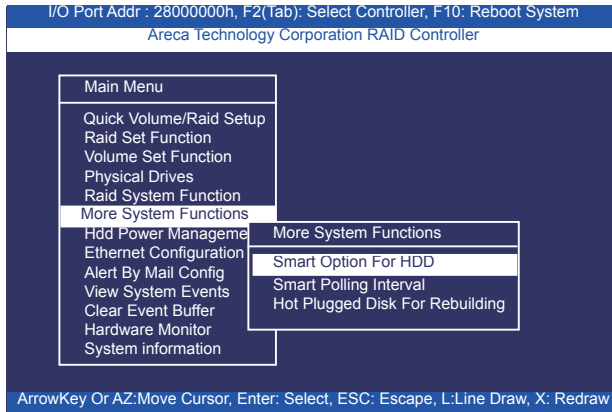 I/O Port Addr : 28000000h, F2(Tab): Select Controller, F10: Reboot System
Areca Technology Corporation RAID Controller
Main Menu
Quick Volume/Raid Setup
Raid Set Function
Volume Set Function
Physical Drives
Raid System Function
More System Functions
Hdd Power Manageme
Ethernet Configuration
Alert By Mail Config
View System Events
Clear Event Buffer
Hardware Monitor
System information
More System Functions
Smart Option For HDD
Smart Polling Interval
Hot Plugged Disk For Rebuilding
ArrowKey Or AZ:Move Cursor, Enter: Select, ESC: Escape, L:Line Draw, X: Redraw